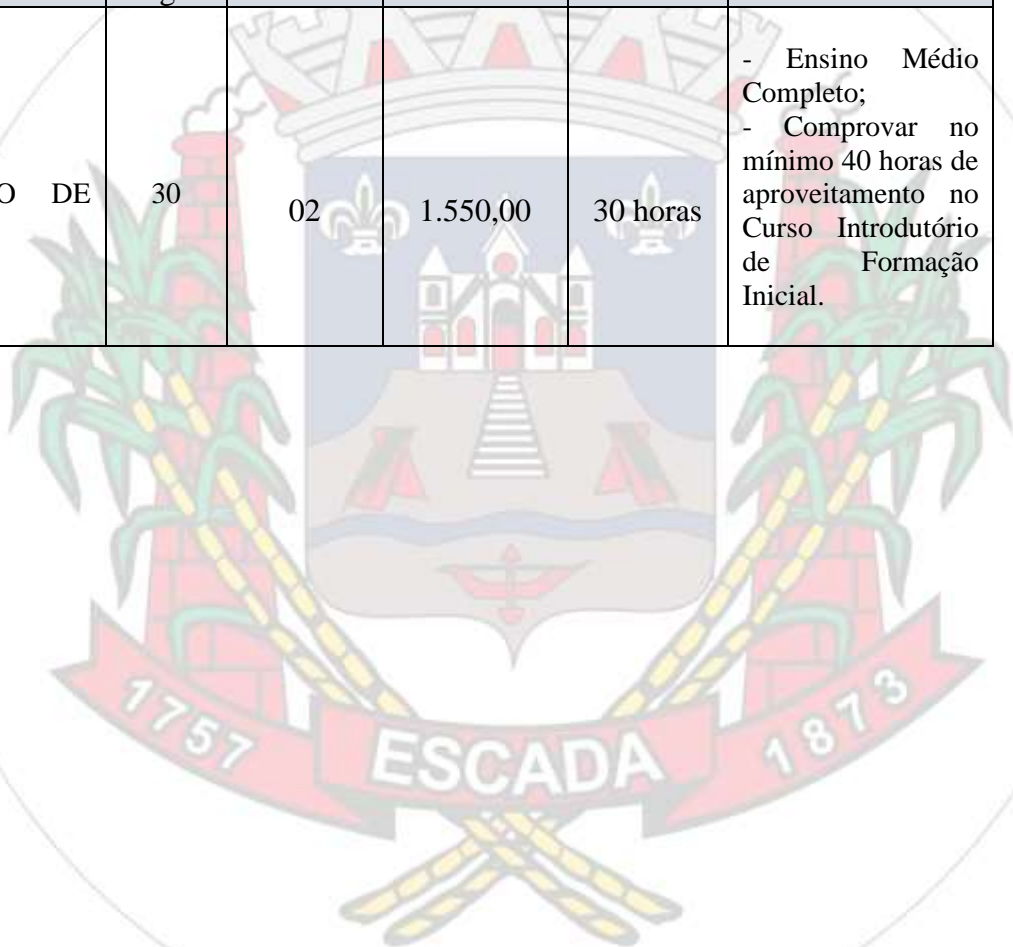 O DE
30
02
1.550,00
30 horas
- Ensino Médio
Completo;
- Comprovar no
mínimo 40 horas de
aproveitamento no
Curso Introdutório
de Formação
Inicial.
1757
ESCADA
1873